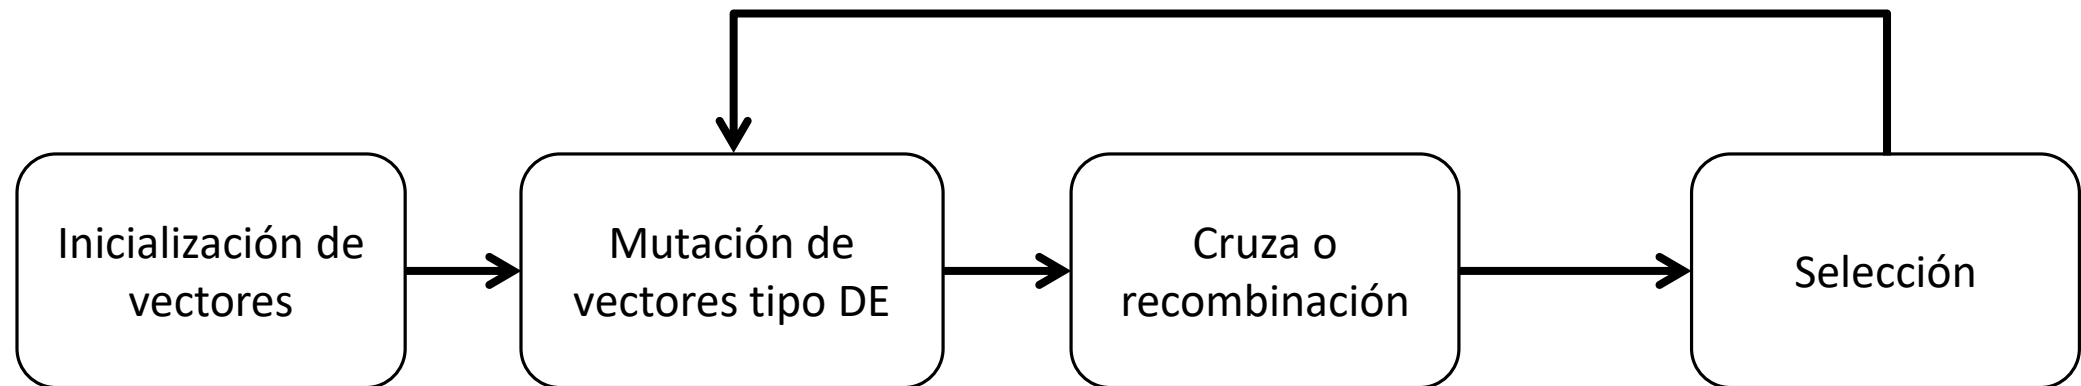 Inicialización de
vectores
Mutación de
vectores tipo DE
Cruza o
recombinación
Selección